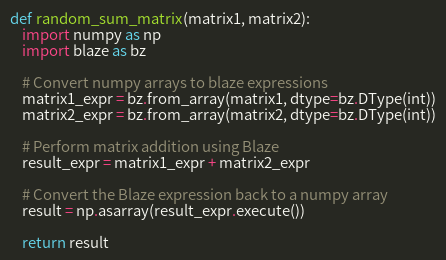 def random_sum_matrix(matrix1, matrix2):
    import numpy as np
    import blaze as bz

    # Convert numpy arrays to blaze expressions
    matrix1_expr = bz.from_array(matrix1, dtype=bz.DType(int))
    matrix2_expr = bz.from_array(matrix2, dtype=bz.DType(int))

    # Perform matrix addition using Blaze
    result_expr = matrix1_expr + matrix2_expr

    # Convert the Blaze expression back to a numpy array
    result = np.asarray(result_expr.execute())

    return result